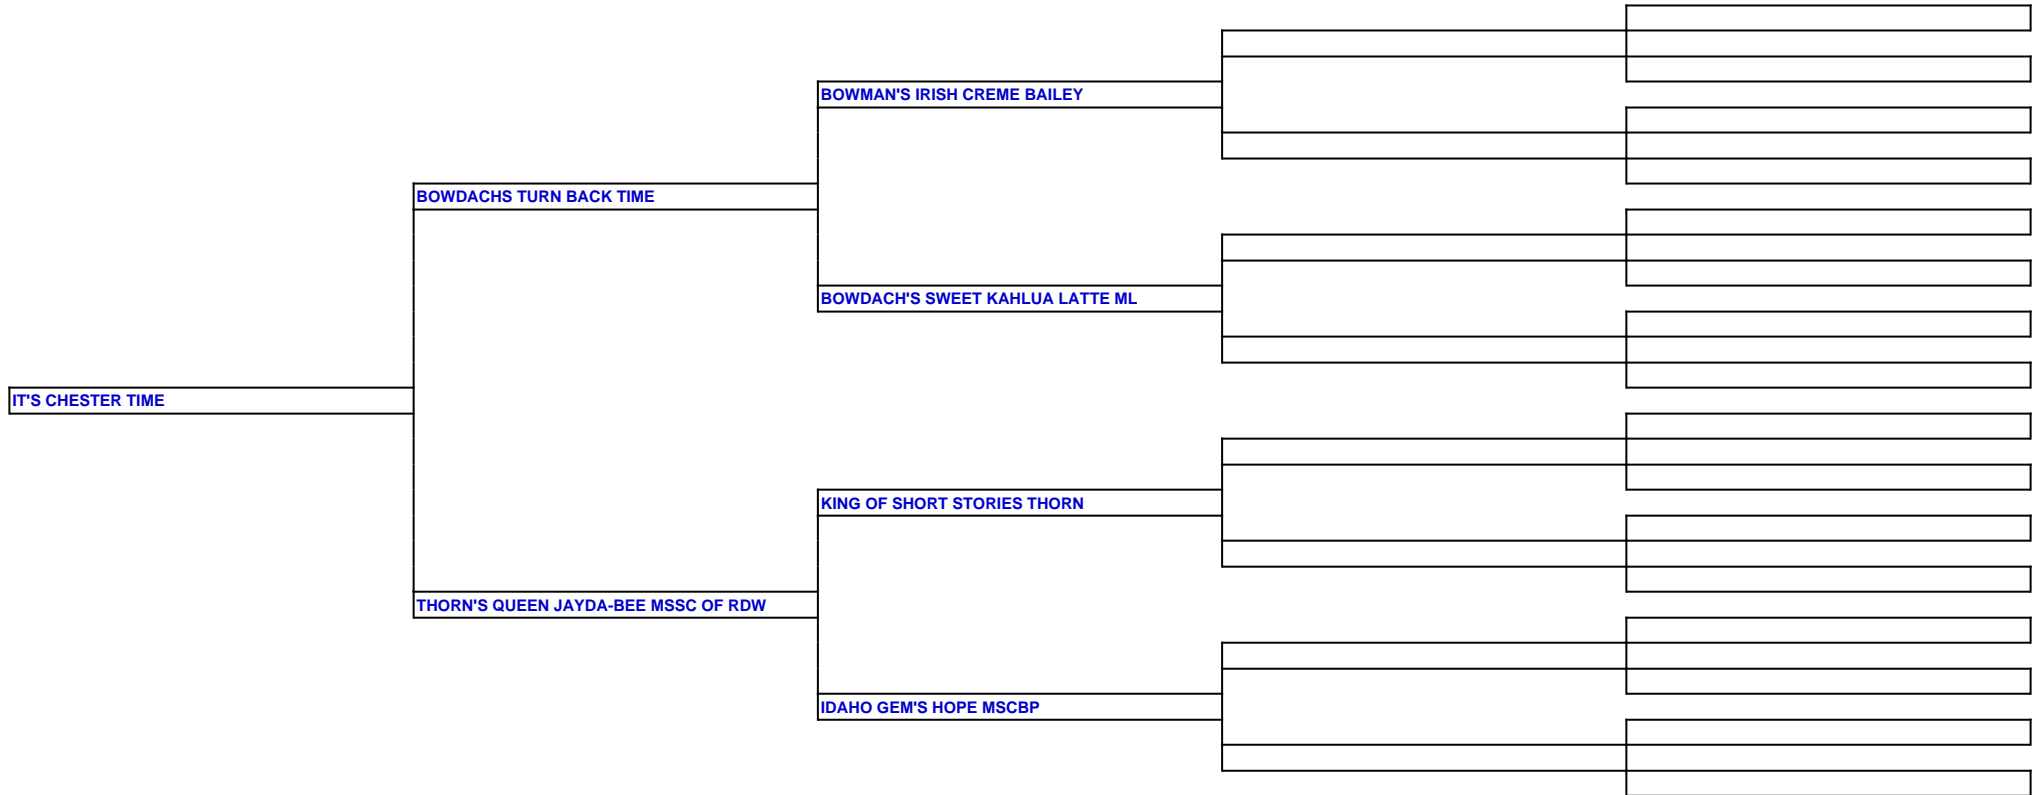 BOWMAN'S IRISH CREME BAILEY
BOWDACHS TURN BACK TIME
BOWDACH'S SWEET KAHLUA LATTE ML
IT'S CHESTER TIME
KING OF SHORT STORIES THORN
THORN'S QUEEN JAYDA-BEE MSSC OF RDW
IDAHO GEM'S HOPE MSCBP